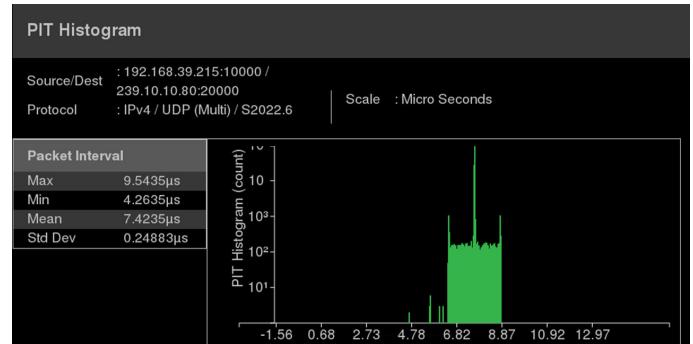 PIT Histogram
Source/Dest : 192.168.39.215:10000 /
239.10.10.80:20000
Protocol : IPv4 / UDP (Multi) / S2022.6
Scale : Micro Seconds
Packet Interval
Max 9.5435µs
Min 4.2635µs
Mean 7.4235µs
Std Dev 0.24883µs
PIT Histogram (count)
10
10³
10²
10¹
-1.56 0.68 2.73 4.78 6.82 8.87 10.92 12.97